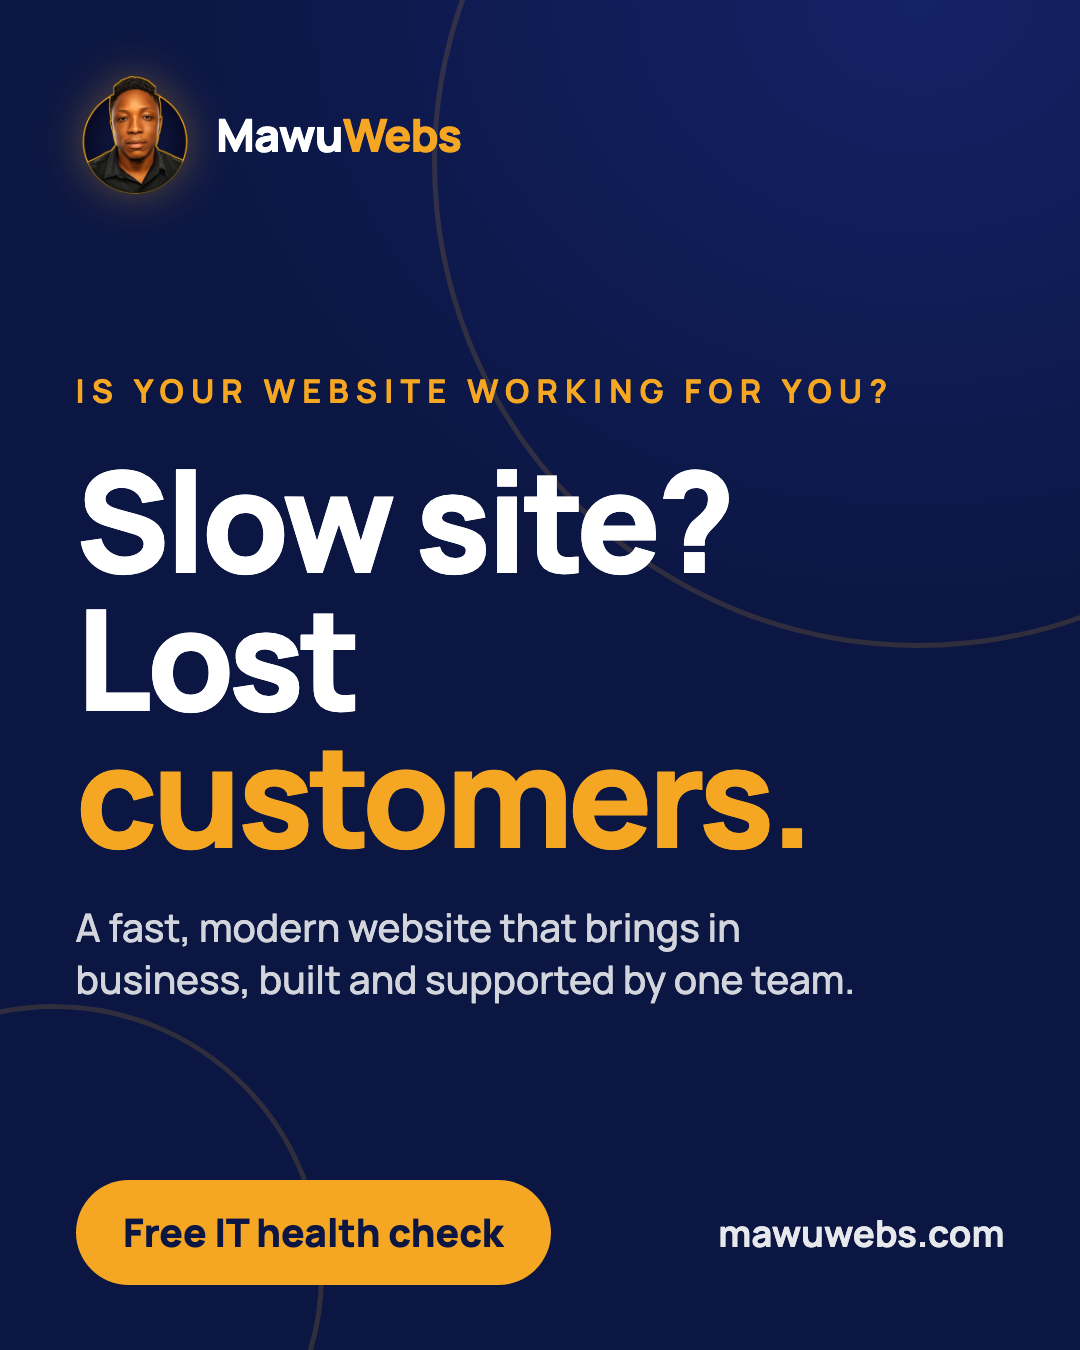 MawuWebs
IS YOUR WEBSITE WORKING FOR YOU?
Slow site?
Lost
customers.
A fast, modern website that brings in
business, built and supported by one team.
Free IT health check
mawuwebs.com